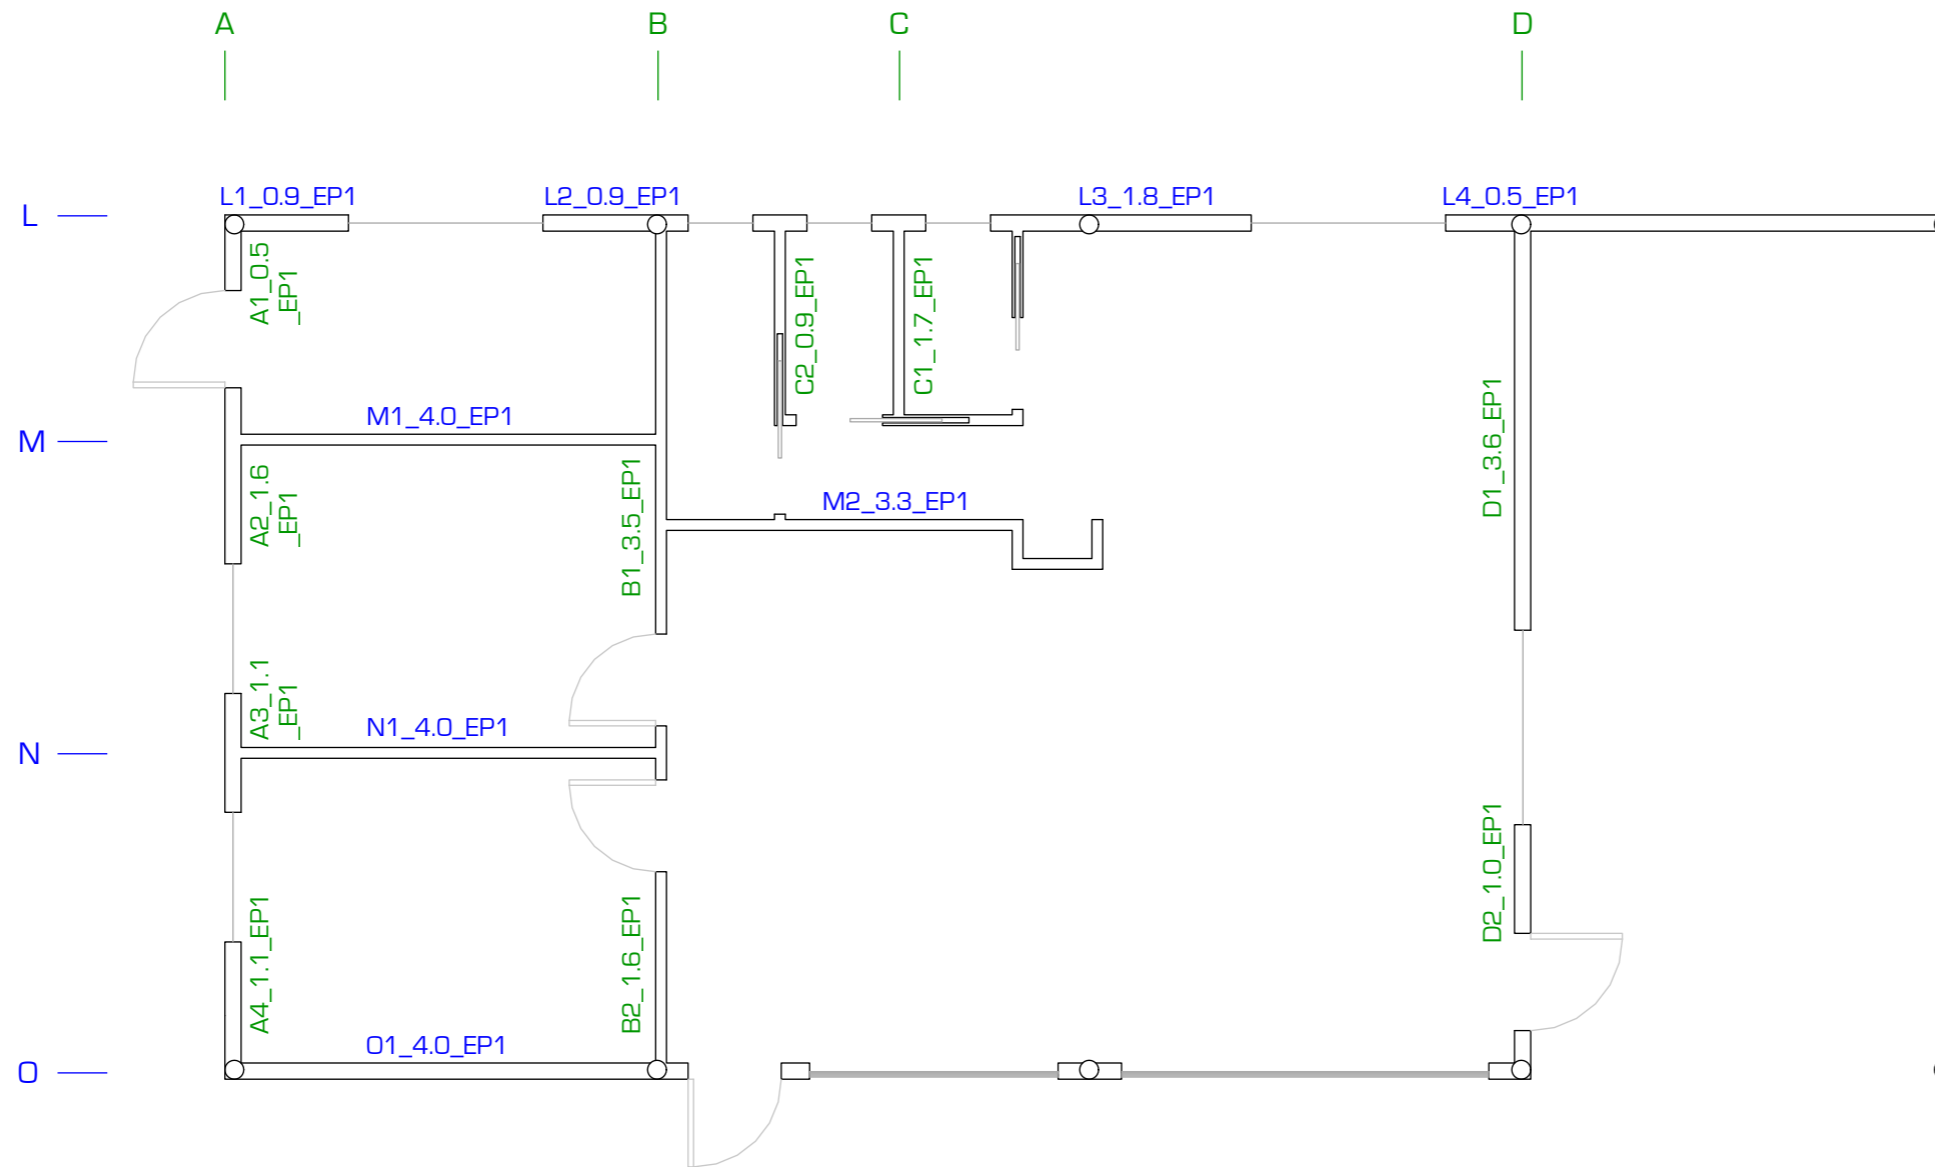 A
B
C
D
L
L1_0.9_EP1
L2_0.9_EP1
L3_1.8_EP1
L4_0.5_EP1
A1_0.5
_EP1
C2_0.9_EP1
C1_1.7_EP1
M
M1_4.0_EP1
A2_1.6
_EP1
B1_3.5_EP1
M2_3.3_EP1
D1_3.6_EP1
A3_1.1
_EP1
N
N1_4.0_EP1
A4_1.1_EP1
B2_1.6_EP1
D2_1.0_EP1
O
O1_4.0_EP1